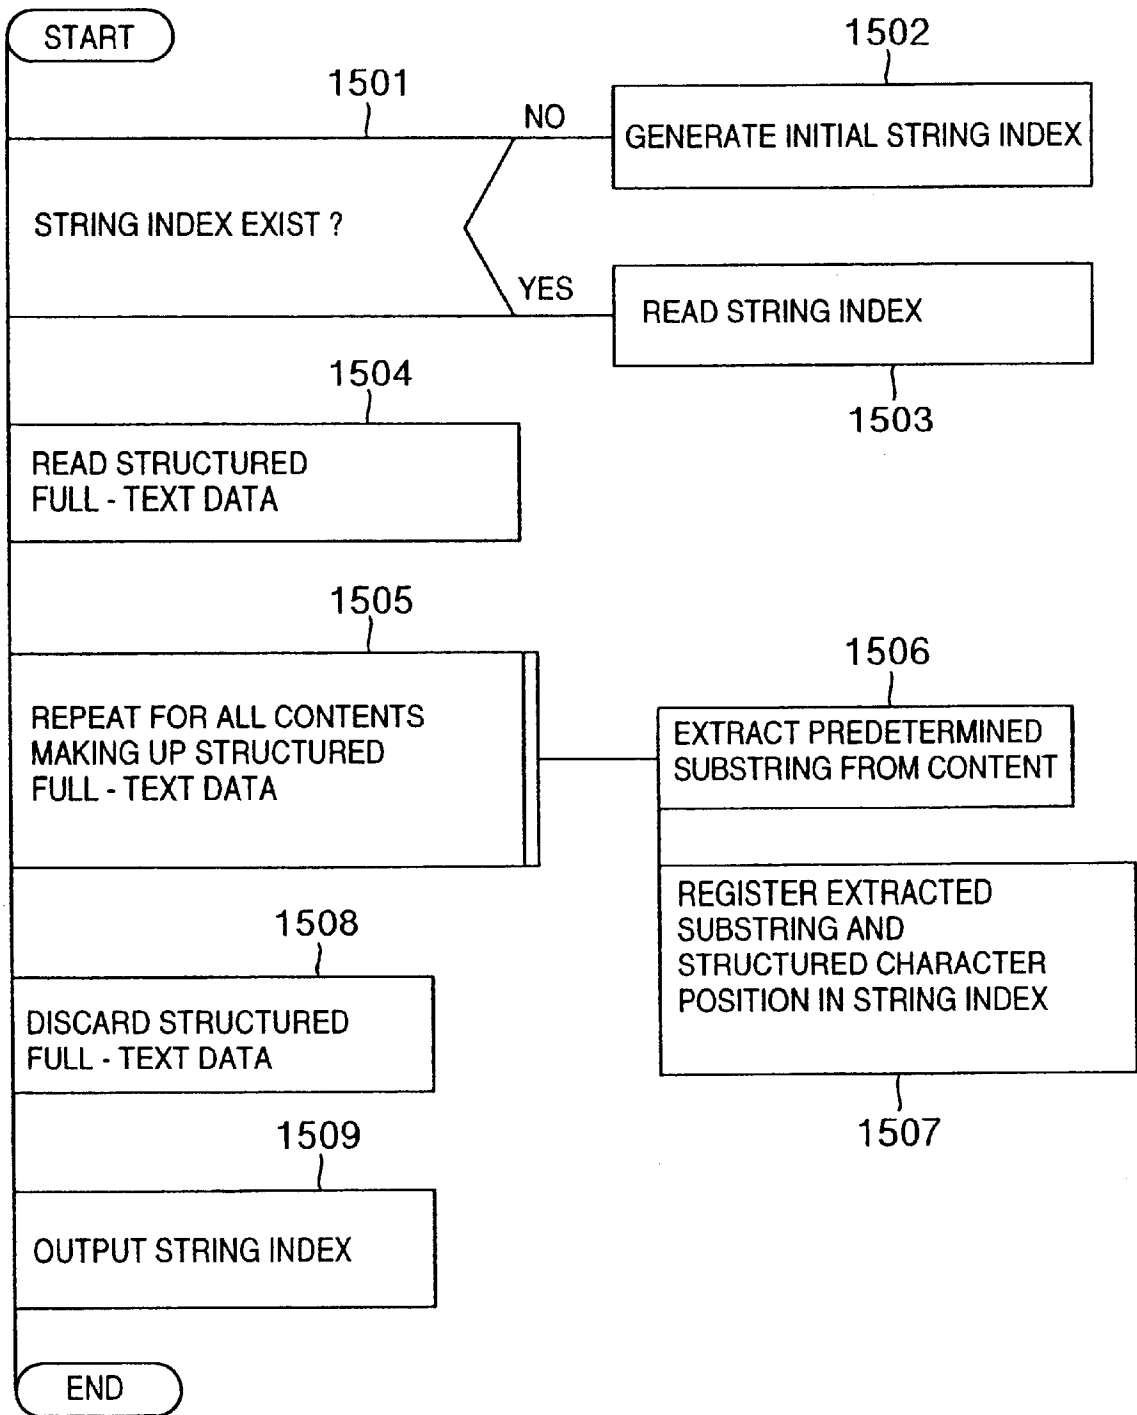 START
1501
1502
NO
GENERATE INITIAL STRING INDEX
STRING INDEX EXIST ?
YES
READ STRING INDEX
1503
1504
READ STRUCTURED
FULL - TEXT DATA
1505
REPEAT FOR ALL CONTENTS
MAKING UP STRUCTURED
FULL - TEXT DATA
1506
EXTRACT PREDETERMINED
SUBSTRING FROM CONTENT
REGISTER EXTRACTED
SUBSTRING AND
STRUCTURED CHARACTER
POSITION IN STRING INDEX
1507
1508
DISCARD STRUCTURED
FULL - TEXT DATA
1509
OUTPUT STRING INDEX
END